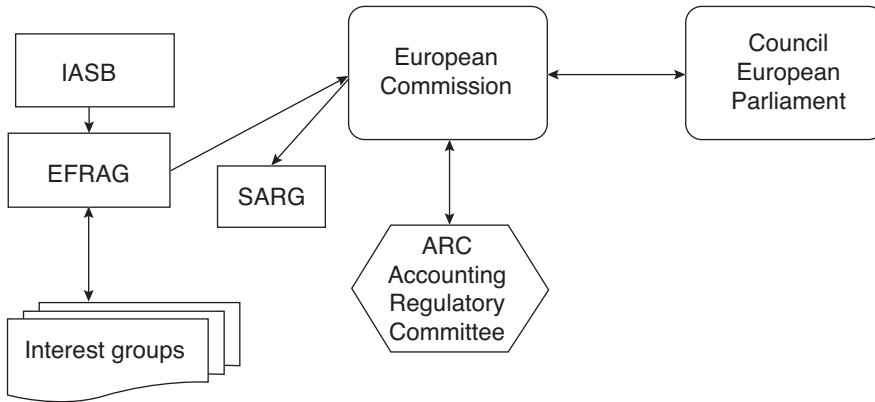 IASB
EFRAG
Interest groups
SARG
European
Commission
ARC
Accounting
Regulatory
Committee
Council
European
Parliament